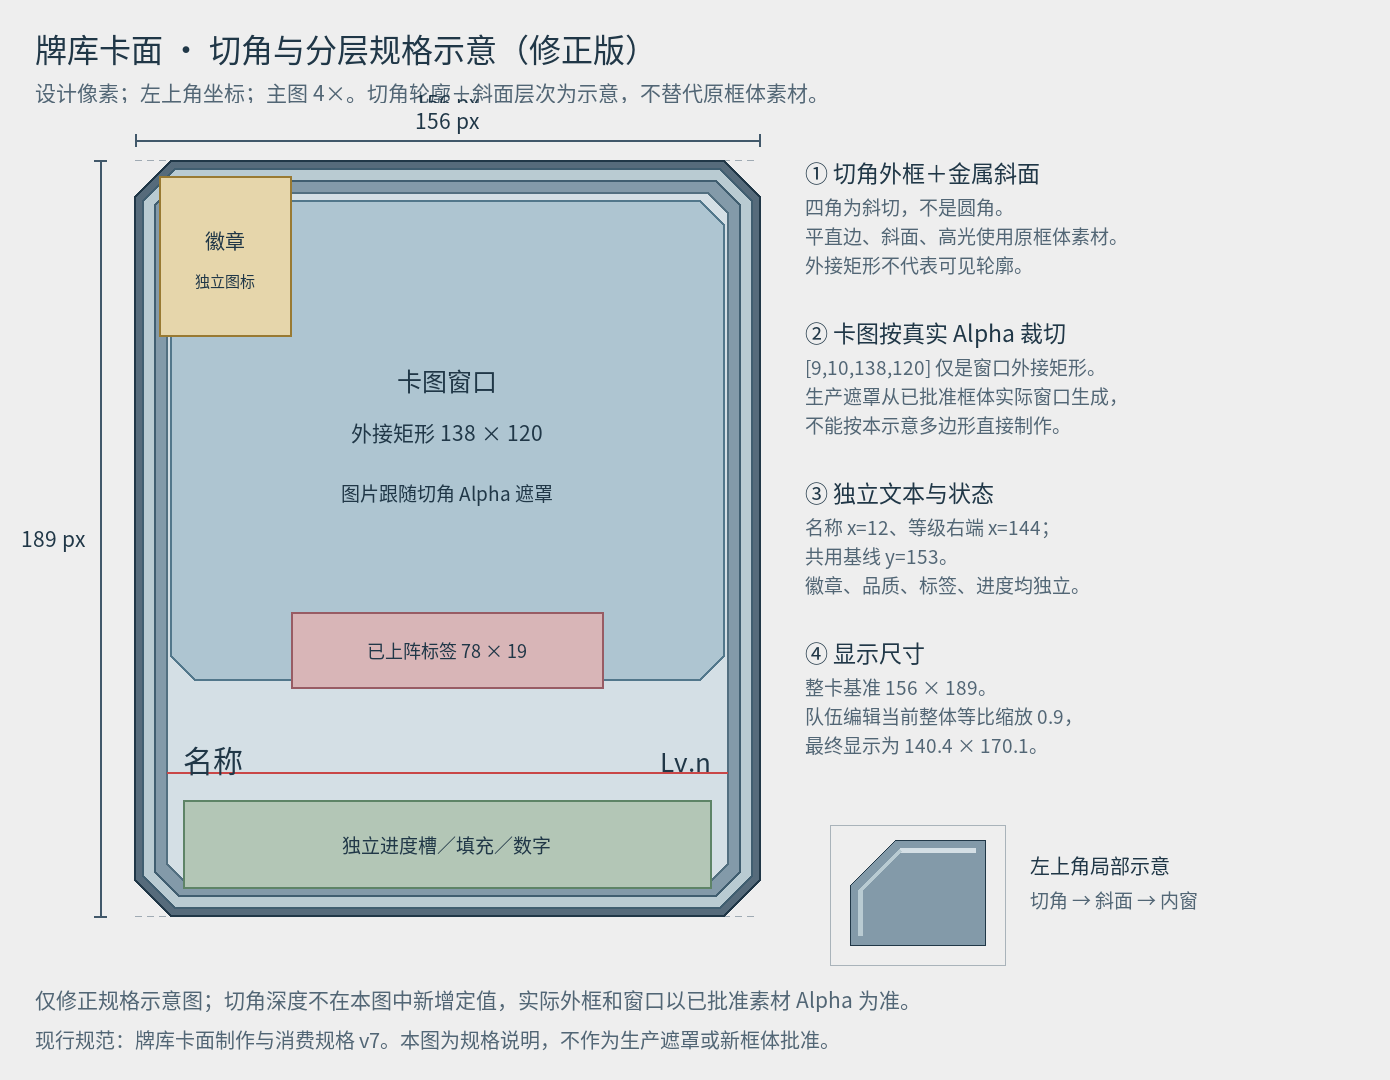 牌库卡面 · 切角与分层规格示意（修正版）
设计像素；左上角坐标；主图 4×。切角轮廓＋斜面层次为示意，不替代原框体素材。
156 px
156 px
189 px
徽章
独立图标
卡图窗口
外接矩形 138 × 120
图片跟随切角 Alpha 遮罩
已上阵标签 78 × 19
名称
Lv.n
独立进度槽／填充／数字
① 切角外框＋金属斜面
四角为斜切，不是圆角。
平直边、斜面、高光使用原框体素材。
外接矩形不代表可见轮廓。
② 卡图按真实 Alpha 裁切
[9,10,138,120] 仅是窗口外接矩形。
生产遮罩从已批准框体实际窗口生成，
不能按本示意多边形直接制作。
③ 独立文本与状态
名称 x=12、等级右端 x=144；
共用基线 y=153。
徽章、品质、标签、进度均独立。
④ 显示尺寸
整卡基准 156 × 189。
队伍编辑当前整体等比缩放 0.9，
最终显示为 140.4 × 170.1。
左上角局部示意
切角 → 斜面 → 内窗
仅修正规格示意图；切角深度不在本图中新增定值，实际外框和窗口以已批准素材 Alpha 为准。
现行规范：牌库卡面制作与消费规格 v7。本图为规格说明，不作为生产遮罩或新框体批准。